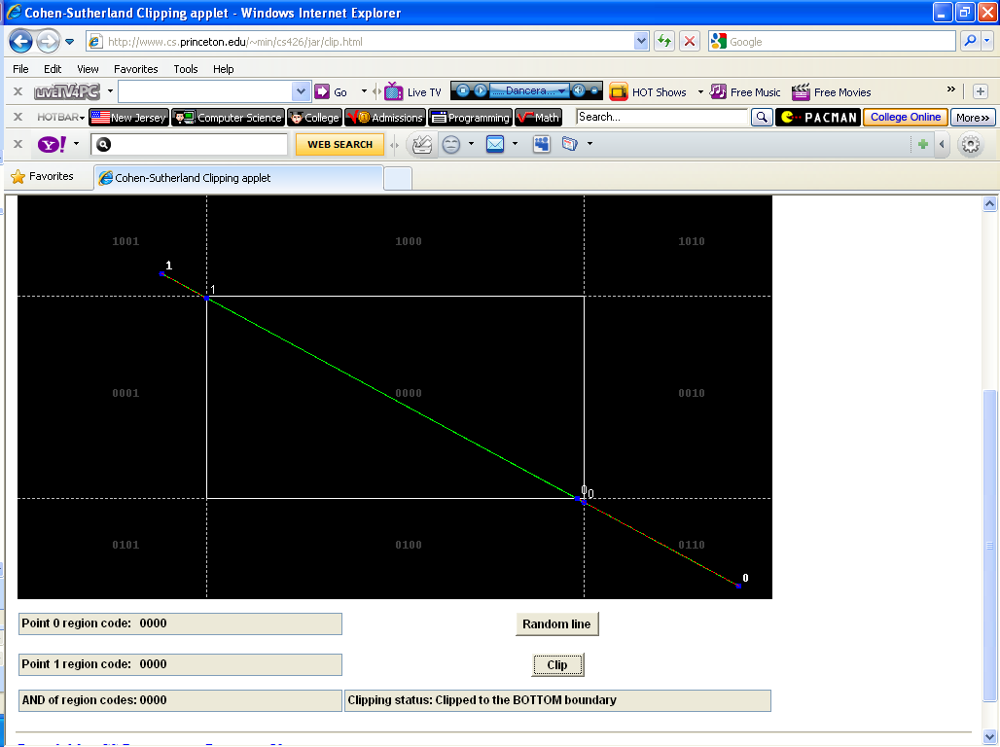 Cohen-Sutherland Clipping applet - Windows Internet Explorer
http://www.cs.princeton.edu/~min/cs426/jar/clip.html
Google
File Edit View Favorites Tools Help
LIVETV4PC Go Live TV Dancera... HOT Shows Free Music Free Movies »
HOTBAR New Jersey Computer Science College Admissions Programming Math Search... PACMAN College Online More»
Y! WEB SEARCH
Favorites Cohen-Sutherland Clipping applet
1001 1000 1010
1
1
0001 0000 0010
0 0
0101 0100 0110
0
Point 0 region code: 0000 Random line
Point 1 region code: 0000 Clip
AND of region codes: 0000 Clipping status: Clipped to the BOTTOM boundary